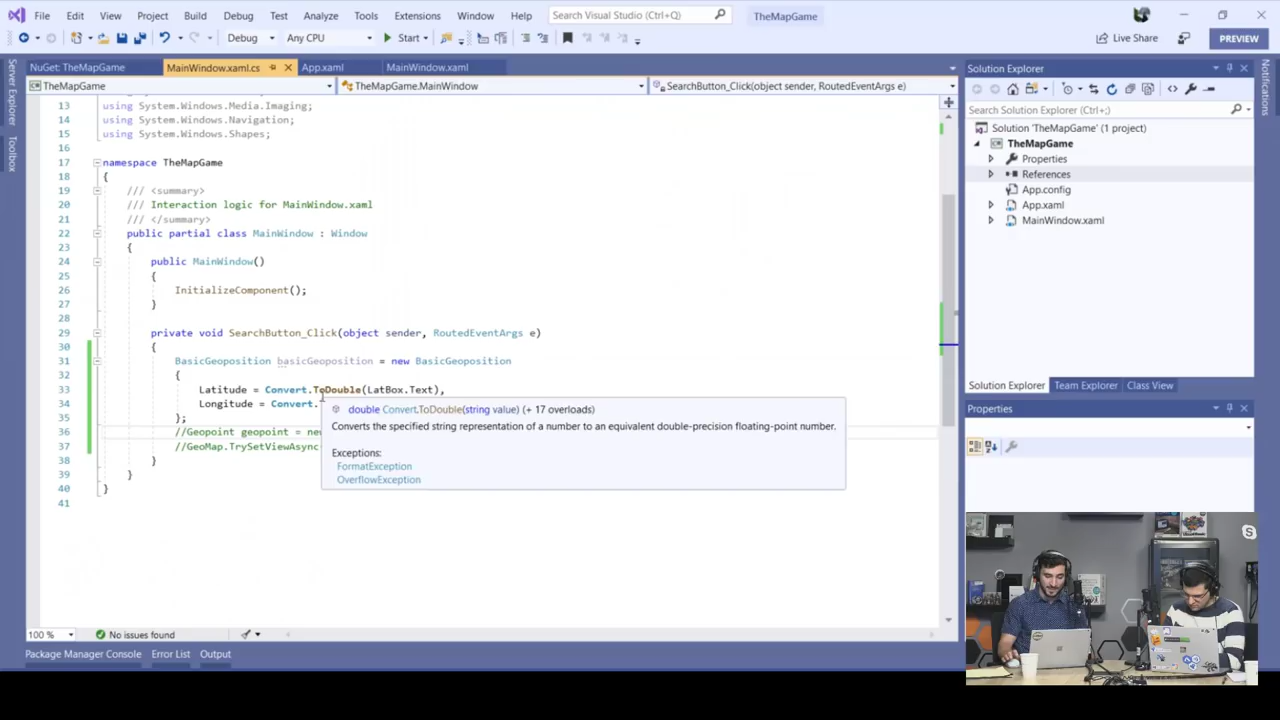 File Edit View Project Build Debug Test Analyze Tools Extensions Window Help Search Visual Studio (Ctrl+Q) TheMapGame
Debug Any CPU Start Live Share PREVIEW
Server Explorer
Toolbox
NuGet: TheMapGame MainWindow.xaml.cs App.xaml MainWindow.xaml
TheMapGame TheMapGame.MainWindow SearchButton_Click(object sender, RoutedEventArgs e)
13 using System.Windows.Media.Imaging;
14 using System.Windows.Navigation;
15 using System.Windows.Shapes;
16
17 namespace TheMapGame
18 {
19 /// <summary>
20 /// Interaction logic for MainWindow.xaml
21 /// </summary>
22 public partial class MainWindow : Window
23 {
24 public MainWindow()
25 {
26 InitializeComponent();
27 }
28
29 private void SearchButton_Click(object sender, RoutedEventArgs e)
30 {
31 BasicGeoposition basicGeoposition = new BasicGeoposition
32 {
33 Latitude = Convert.ToDouble(LatBox.Text),
34 Longitude = Convert.
35 };
36 //Geopoint geopoint = new
37 //GeoMap.TrySetViewAsync
38 }
39 }
40 }
41
double Convert.ToDouble(string value) (+ 17 overloads)
Converts the specified string representation of a number to an equivalent double-precision floating-point number.
Exceptions:
FormatException
OverflowException
100 % No issues found
Package Manager Console Error List Output
Solution Explorer
Search Solution Explorer (Ctrl+;)
Solution 'TheMapGame' (1 project)
TheMapGame
Properties
References
App.config
App.xaml
MainWindow.xaml
Solution Explorer Team Explorer Class View
Properties
Notifications